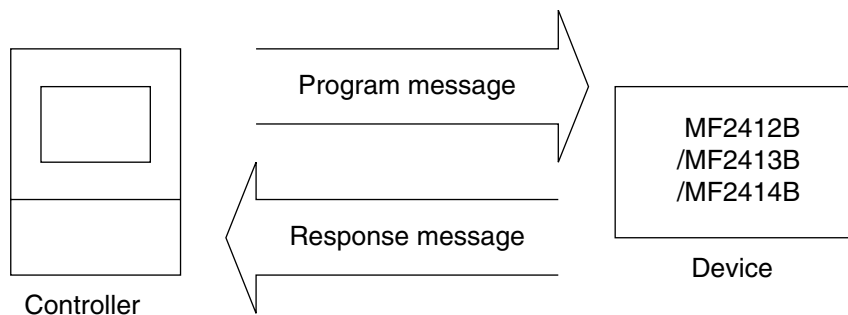 Program message
MF2412B
/MF2413B
/MF2414B
Response message
Device
Controller